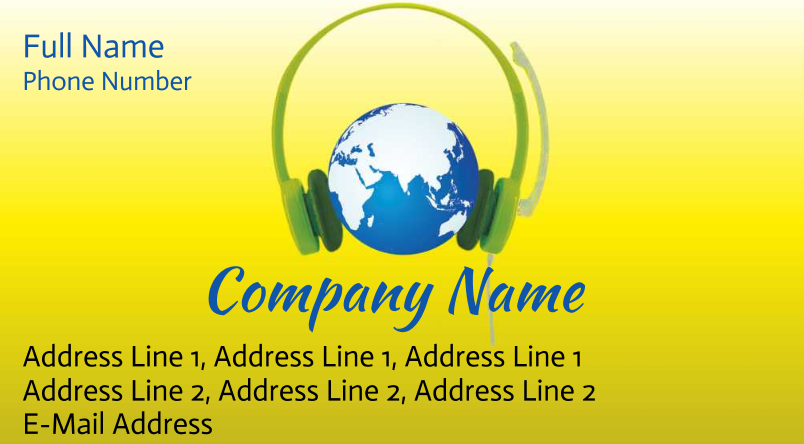 Full Name
Phone Number
Company Name
Address Line 1, Address Line 1, Address Line 1
Address Line 2, Address Line 2, Address Line 2
E-Mail Address